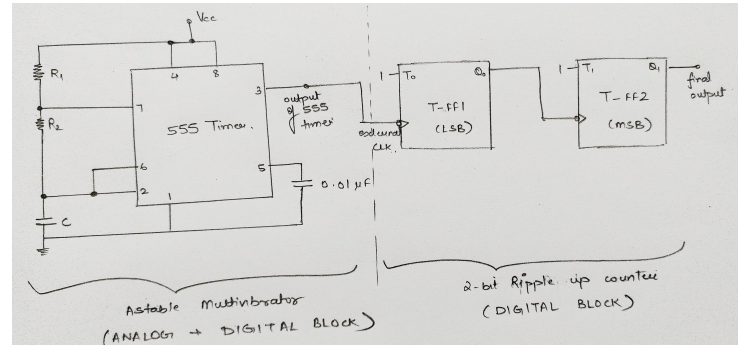 Vcc
R1
R2
C
4
8
7
3
555 Timer.
6
2
1
5
0.01 μF
output
of 555
timer
external
CLK.
1
T0
Q0
T-FF1
(LSB)
1
T1
Q1
T-FF2
(MSB)
final
output
Astable Multivibrator
(ANALOG + DIGITAL BLOCK)
2-bit Ripple up counter
(DIGITAL BLOCK)